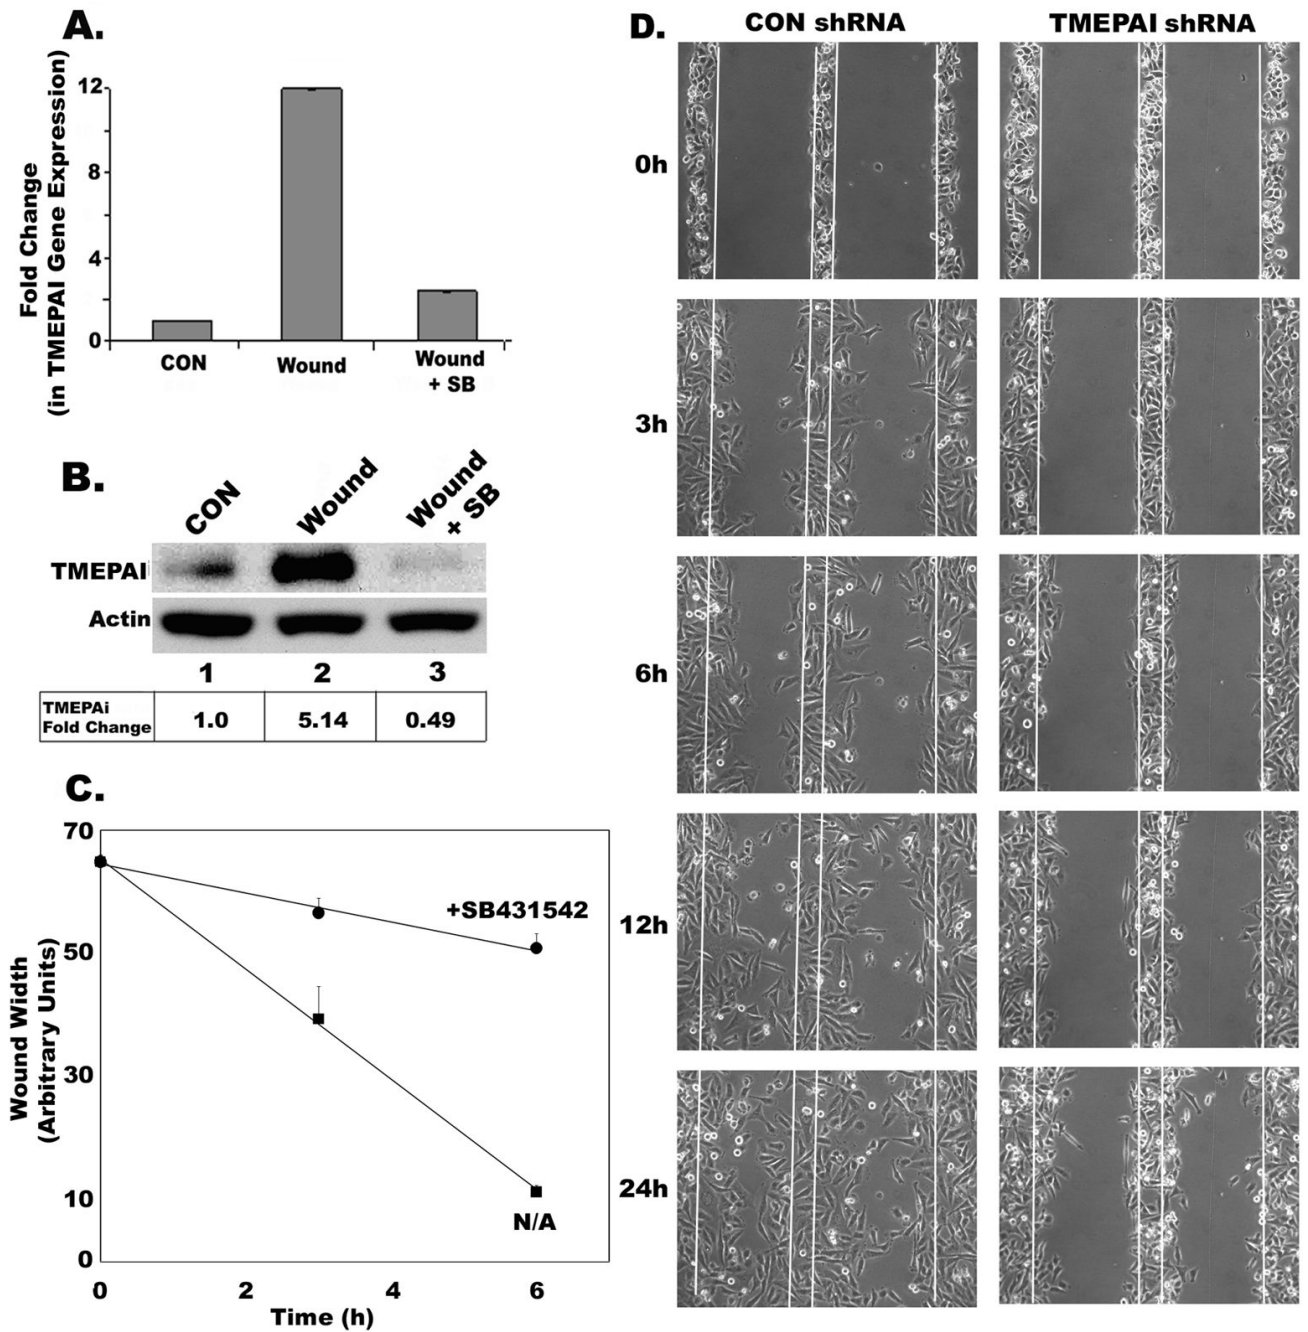 A.
Fold Change
(in TMEPAI Gene Expression)
12
8
4
0
CON
Wound
Wound
+ SB
B.
CON
Wound
Wound
+ SB
TMEPAI
Actin
1
2
3
TMEPAi
Fold Change
1.0
5.14
0.49
C.
Wound Width
(Arbitrary Units)
70
50
30
10
0
+SB431542
N/A
0
2
4
6
Time (h)
D.
CON shRNA
TMEPAI shRNA
0h
3h
6h
12h
24h